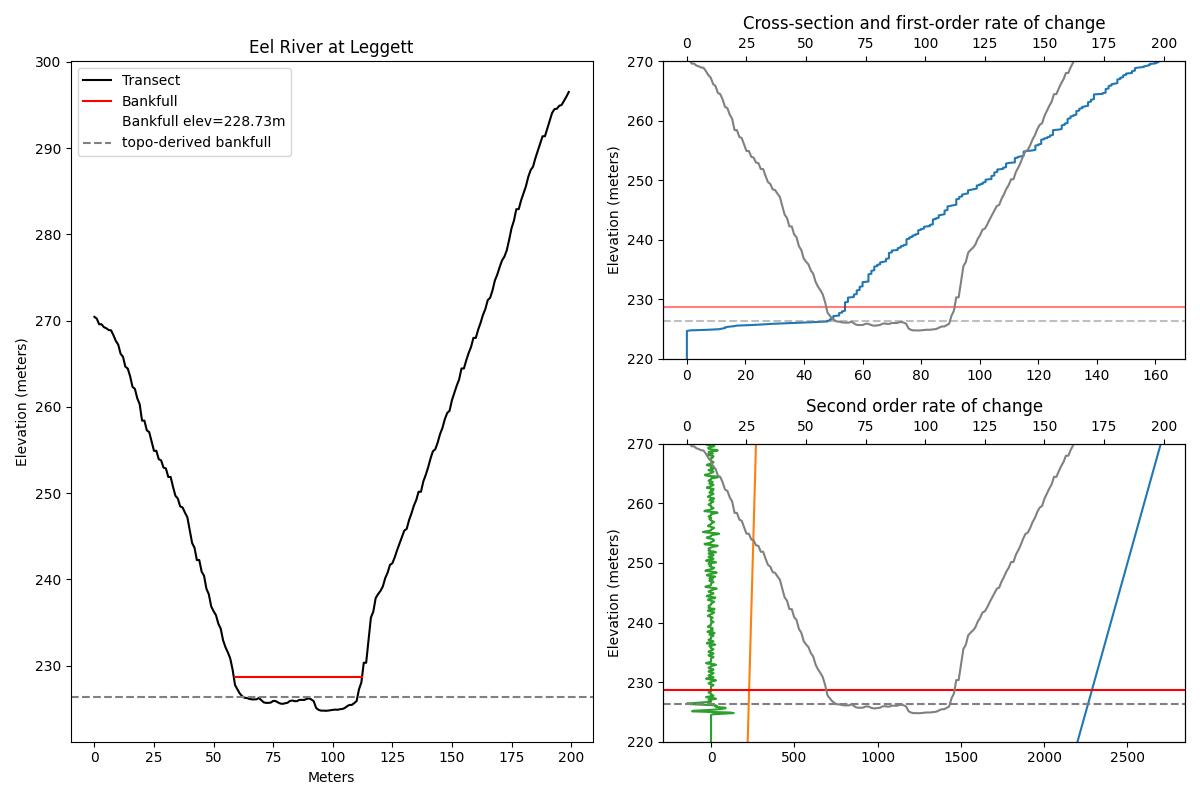 Eel River at Leggett
300
290
280
270
260
250
240
230
Elevation (meters)
0 25 50 75 100 125 150 175 200
Meters
Transect
Bankfull
Bankfull elev=228.73m
topo-derived bankfull
Cross-section and first-order rate of change
0 25 50 75 100 125 150 175 200
270
260
250
240
230
220
Elevation (meters)
0 20 40 60 80 100 120 140 160
Second order rate of change
0 25 50 75 100 125 150 175 200
270
260
250
240
230
220
Elevation (meters)
0 500 1000 1500 2000 2500